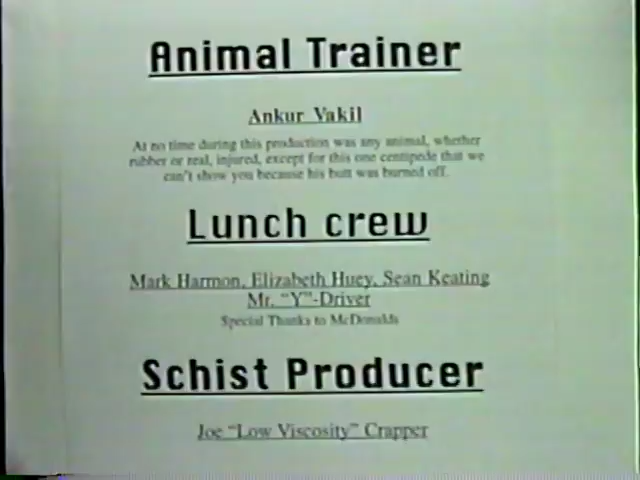 Animal Trainer
Ankur Vakil
At no time during this production was any animal, whether
rubber or real, injured, except for this one centipede that we
can't show you because his butt was burned off.
Lunch crew
Mark Harmon, Elizabeth Huey, Sean Keating
Mr. "Y"-Driver
Special Thanks to McDonalds
Schist Producer
Joe "Low Viscosity" Crapper